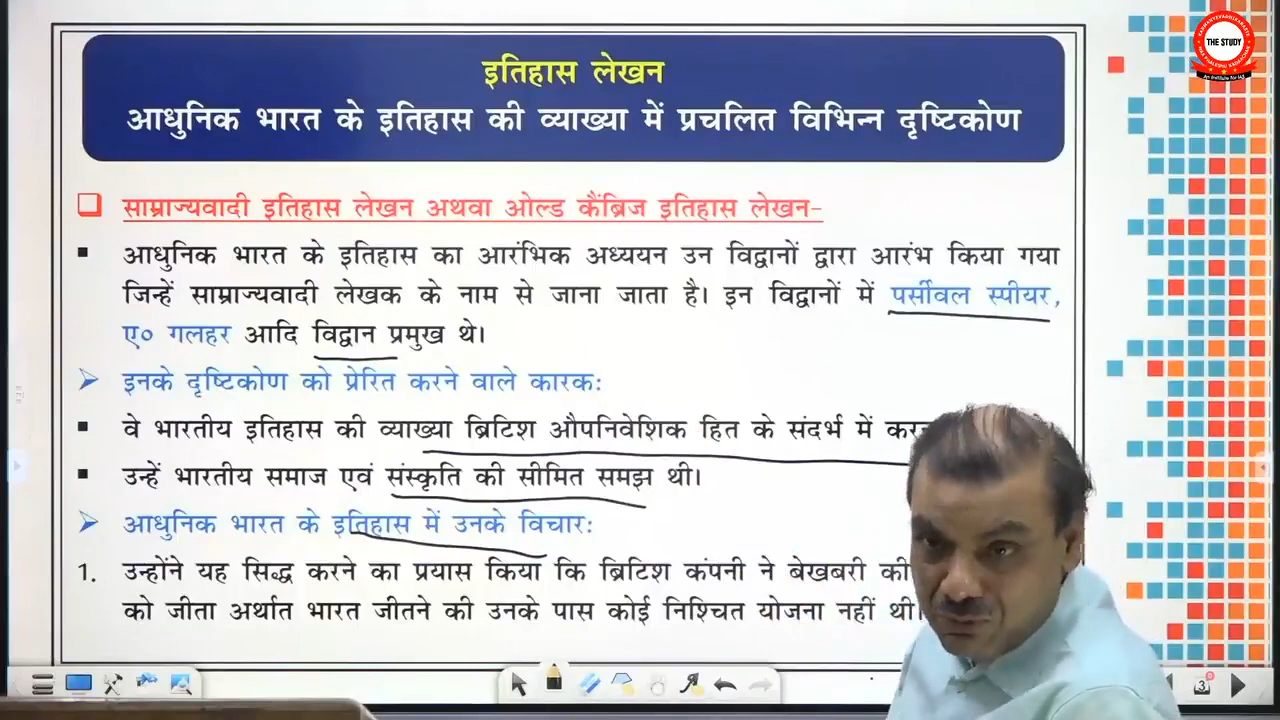 इतिहास लेखन
आधुनिक भारत के इतिहास की व्याख्या में प्रचलित विभिन्न दृष्टिकोण
THE STUDY
साम्राज्यवादी इतिहास लेखन अथवा ओल्ड कैंब्रिज इतिहास लेखन-
आधुनिक भारत के इतिहास का आरंभिक अध्ययन उन विद्वानों द्वारा आरंभ किया गया
जिन्हें साम्राज्यवादी लेखक के नाम से जाना जाता है। इन विद्वानों में पर्सीवल स्पीयर,
ए० गलहर आदि विद्वान प्रमुख थे।
इनके दृष्टिकोण को प्रेरित करने वाले कारक:
वे भारतीय इतिहास की व्याख्या ब्रिटिश औपनिवेशिक हित के संदर्भ में
उन्हें भारतीय समाज एवं संस्कृति की सीमित समझ थी।
आधुनिक भारत के इतिहास में उनके विचार:
1. उन्होंने यह सिद्ध करने का प्रयास किया कि ब्रिटिश कंपनी ने बेखबरी की
को जीता अर्थात भारत जीतने की उनके पास कोई निश्चित योजना नहीं थी।
3